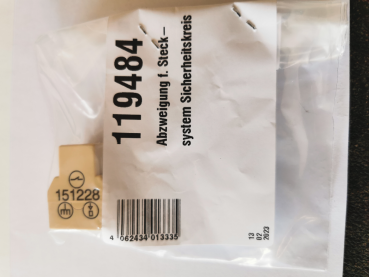 119484
Abzweigung f. Steck–
system Sicherheitskreis
151228
4 062434 013335
13
02
2023